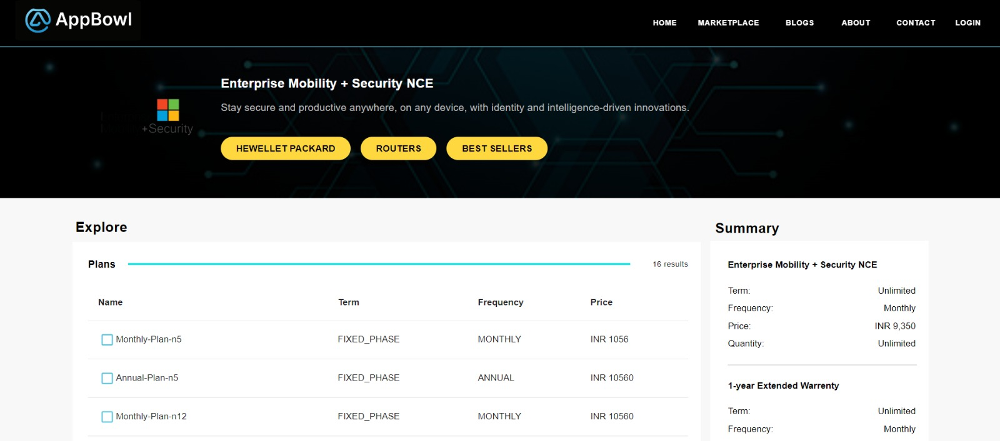 AppBowl
HOME MARKETPLACE BLOGS ABOUT CONTACT LOGIN
Enterprise Mobility + Security NCE
Stay secure and productive anywhere, on any device, with identity and intelligence-driven innovations.
+Security
HEWELLET PACKARD ROUTERS BEST SELLERS
Explore
Plans 16 results
Name Term Frequency Price
Monthly-Plan-n5 FIXED_PHASE MONTHLY INR 1056
Annual-Plan-n5 FIXED_PHASE ANNUAL INR 10560
Monthly-Plan-n12 FIXED_PHASE MONTHLY INR 10560
Summary
Enterprise Mobility + Security NCE
Term: Unlimited
Frequency: Monthly
Price: INR 9,350
Quantity: Unlimited
1-year Extended Warrenty
Term: Unlimited
Frequency: Monthly